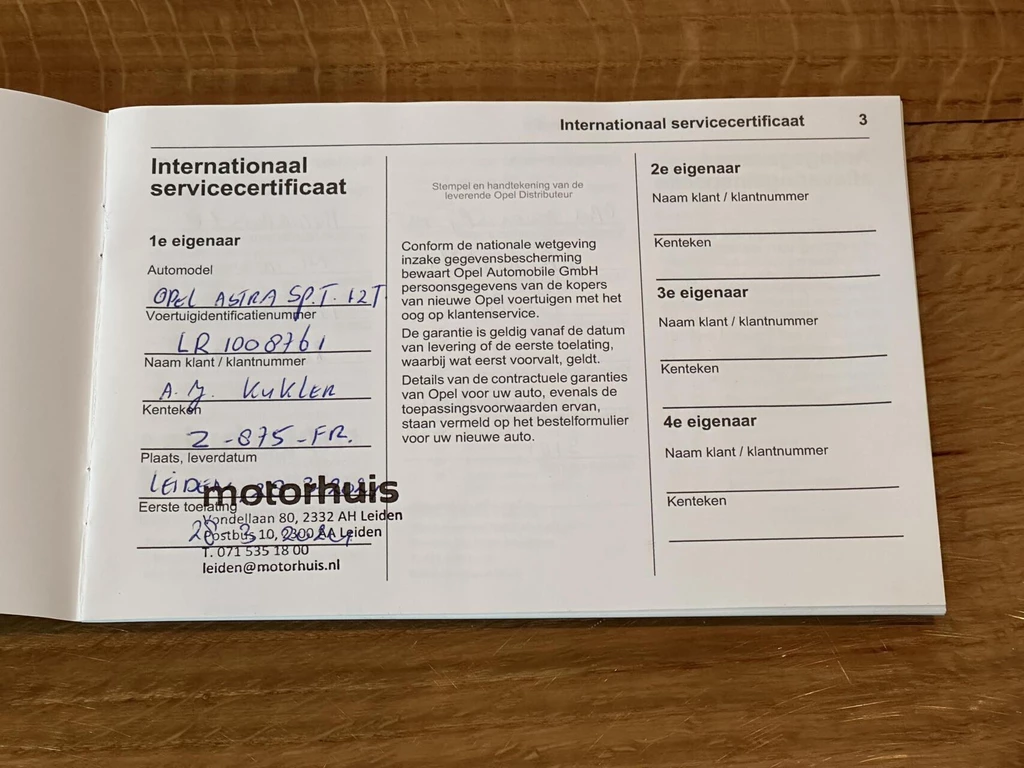 Internationaal servicecertificaat 3
Internationaal
servicecertificaat
1e eigenaar
Automodel
OPEL ASTRA SP.T. 12T
Voertuigidentificatienummer
LR1008761
Naam klant / klantnummer
A.J. KUKLER
Kenteken
Z-875-FR.
Plaats, leverdatum
LEIDEN
Eerste toelating
28 3
motorhuis
Vondellaan 80, 2332 AH Leiden
Postbus 10, 2300 AA Leiden
T. 071 535 18 00
leiden@motorhuis.nl
Stempel en handtekening van de
leverende Opel Distributeur
Conform de nationale wetgeving
inzake gegevensbescherming
bewaart Opel Automobile GmbH
persoonsgegevens van de kopers
van nieuwe Opel voertuigen met het
oog op klantenservice.
De garantie is geldig vanaf de datum
van levering of de eerste toelating,
waarbij wat eerst voorvalt, geldt.
Details van de contractuele garanties
van Opel voor uw auto, evenals de
toepassingsvoorwaarden ervan,
staan vermeld op het bestelformulier
voor uw nieuwe auto.
2e eigenaar
Naam klant / klantnummer
Kenteken
3e eigenaar
Naam klant / klantnummer
Kenteken
4e eigenaar
Naam klant / klantnummer
Kenteken